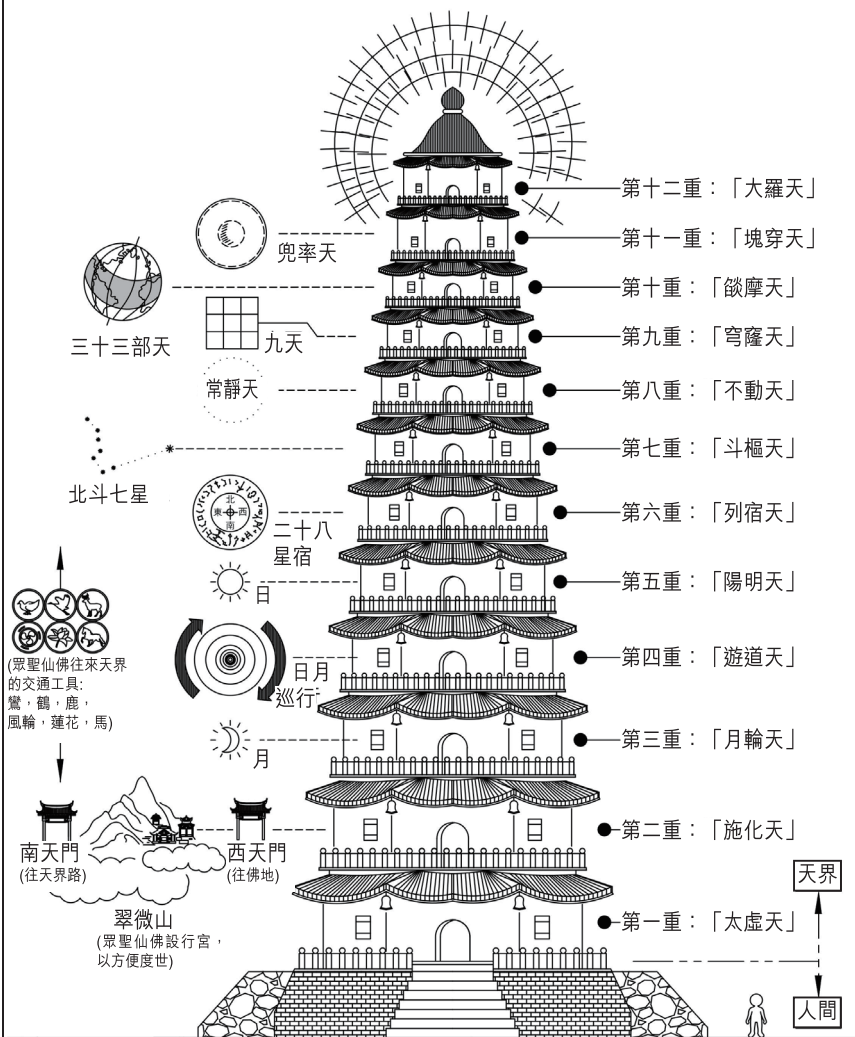 第十二重：「大羅天」
兜率天
第十一重：「塊穿天」
三十三部天
第十重：「燄摩天」
九天
第九重：「穹窿天」
常靜天
第八重：「不動天」
北斗七星
第七重：「斗樞天」
北
東 西
南
二十八
星宿
第六重：「列宿天」
日
第五重：「陽明天」
(眾聖仙佛往來天界
的交通工具:
鸞，鶴，鹿，
風輪，蓮花，馬)
日月
巡行
第四重：「遊道天」
月
第三重：「月輪天」
南天門
(往天界路)
西天門
(往佛地)
第二重：「施化天」
翠微山
(眾聖仙佛設行宮，
以方便度世)
第一重：「太虛天」
天界
人間